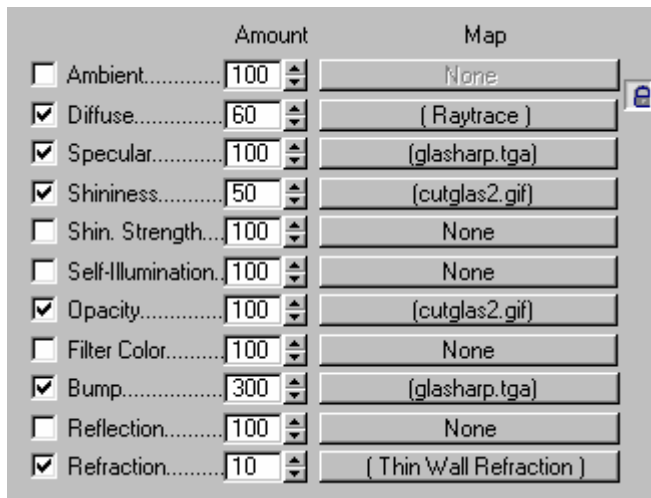 Amount Map
Ambient............. 100 None
Diffuse............... 60 ( Raytrace )
Specular............ 100 (glasharp.tga)
Shininess........... 50 (cutglas2.gif)
Shin. Strength.... 100 None
Self-Illumination.. 100 None
Opacity.............. 100 (cutglas2.gif)
Filter Color.......... 100 None
Bump................. 300 (glasharp.tga)
Reflection.......... 100 None
Refraction.......... 10 ( Thin Wall Refraction )